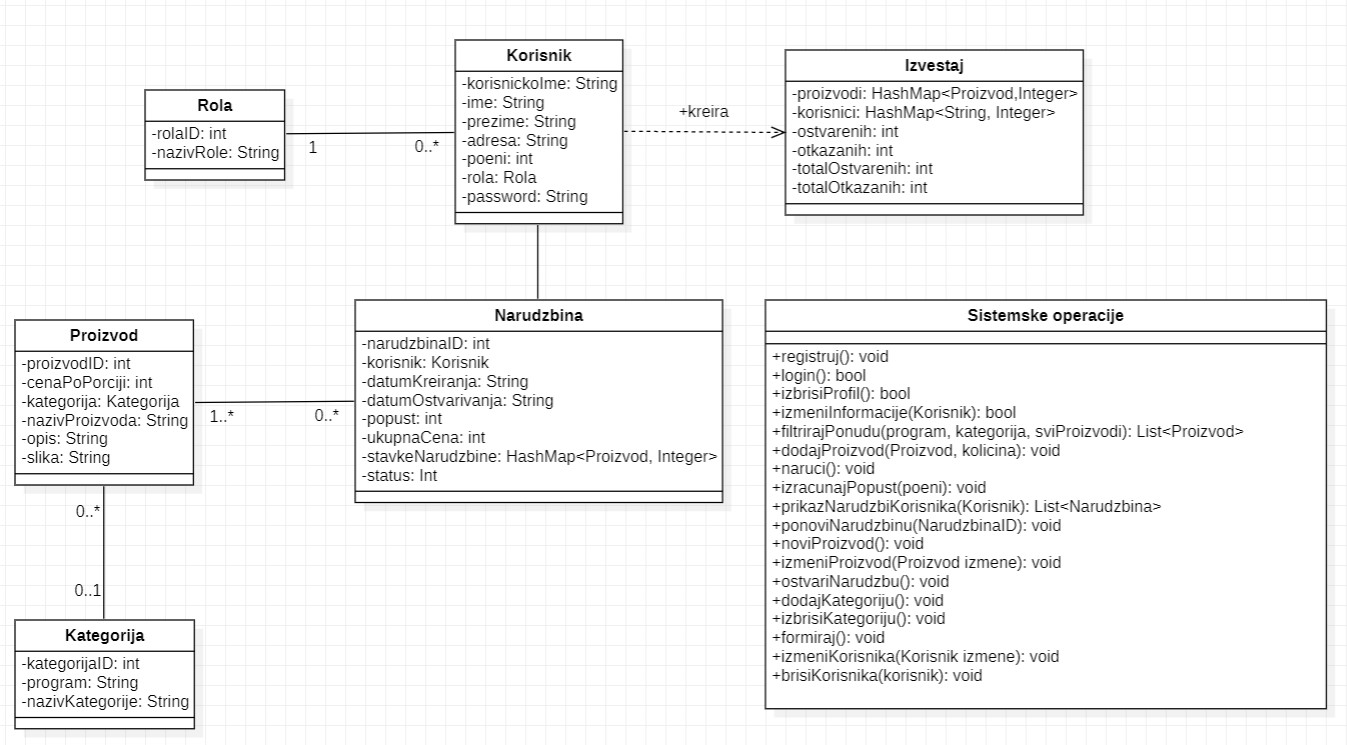 Rola
-rolaID: int
-nazivRole: String
1
0..*
Korisnik
-korisnickoIme: String
-ime: String
-prezime: String
-adresa: String
-poeni: int
-rola: Rola
-password: String
+kreira
Izvestaj
-proizvodi: HashMap<Proizvod,Integer>
-korisnici: HashMap<String, Integer>
-ostvarenih: int
-otkazanih: int
-totalOstvarenih: int
-totalOtkazanih: int
Proizvod
-proizvodID: int
-cenaPoPorciji: int
-kategorija: Kategorija
-nazivProizvoda: String
-opis: String
-slika: String
1..*
0..*
Narudzbina
-narudzbinaID: int
-korisnik: Korisnik
-datumKreiranja: String
-datumOstvarivanja: String
-popust: int
-ukupnaCena: int
-stavkeNarudzbine: HashMap<Proizvod, Integer>
-status: Int
0..*
0..1
Kategorija
-kategorijaID: int
-program: String
-nazivKategorije: String
Sistemske operacije
+registruj(): void
+login(): bool
+izbrisiProfil(): bool
+izmeniInformacije(Korisnik): bool
+filtrirajPonudu(program, kategorija, sviProizvodi): List<Proizvod>
+dodajProizvod(Proizvod, kolicina): void
+naruci(): void
+izracunajPopust(poeni): void
+prikazNarudzbiKorisnika(Korisnik): List<Narudzbina>
+ponoviNarudzbinu(NarudzbinaID): void
+noviProizvod(): void
+izmeniProizvod(Proizvod izmene): void
+ostvariNarudzbu(): void
+dodajKategoriju(): void
+izbrisiKategoriju(): void
+formiraj(): void
+izmeniKorisnika(Korisnik izmene): void
+brisiKorisnika(korisnik): void